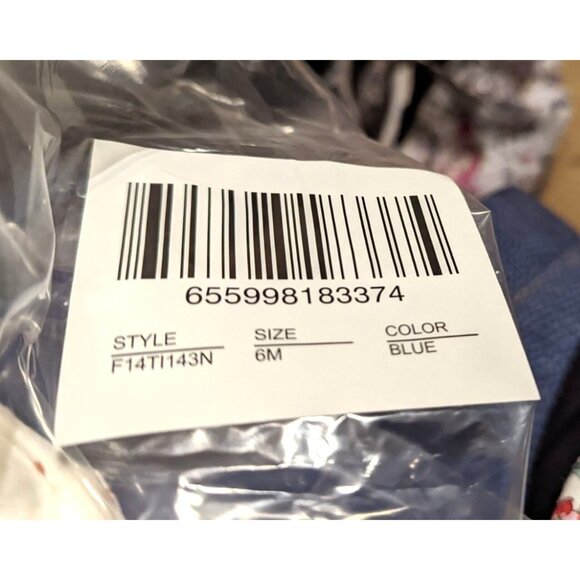 655998183374
STYLE SIZE COLOR
F14TI143N 6M BLUE